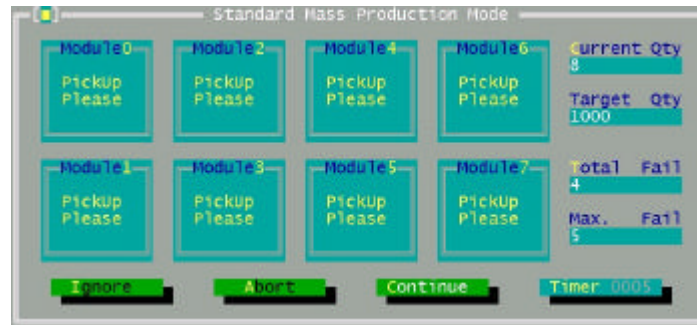 Standard Mass Production Mode
Module0 Module2 Module4 Module6 Current Qty
PickUp PickUp PickUp PickUp 8
Please Please Please Please Target Qty
1000
Module1 Module3 Module5 Module7 Total Fail
4
PickUp PickUp PickUp PickUp
Please Please Please Please Max. Fail
5
Ignore Abort Continue Timer 0005